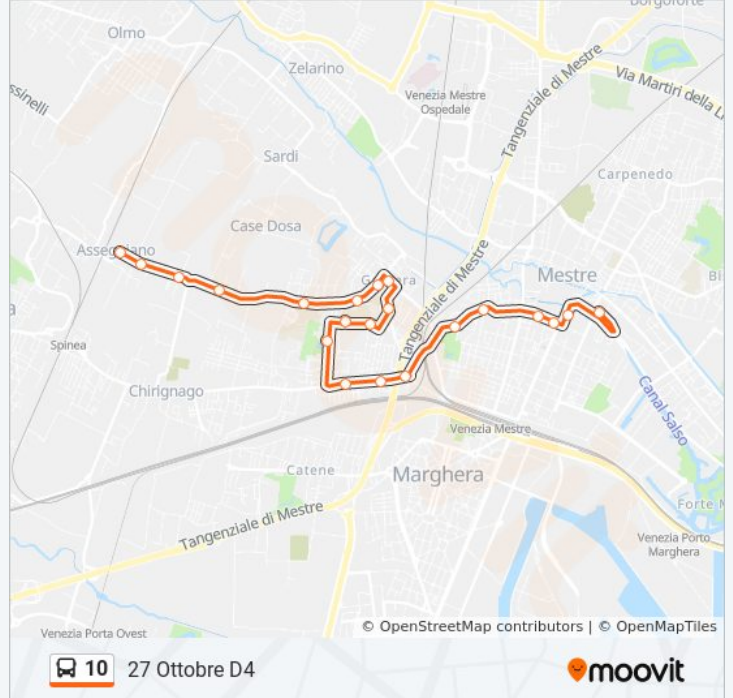 Borgoforte
Olmo
Tangenziale di Mestre
Zelarino
Via Martiri della Li
Venezia Mestre
Ospedale
ssinelli
Sardi
Carpenedo
Case Dosa
Asseggiano
Mestre
Bi
Tangenziale di Mestre
Spinea
Chirignago
Canal Salso
Venezia Mestre
Catene
Marghera
Forte M
Tangenziale di Mestre
Venezia Porto
Marghera
© OpenStreetMap contributors | © OpenMapTiles
Venezia Porta Ovest
10 27 Ottobre D4
moovit